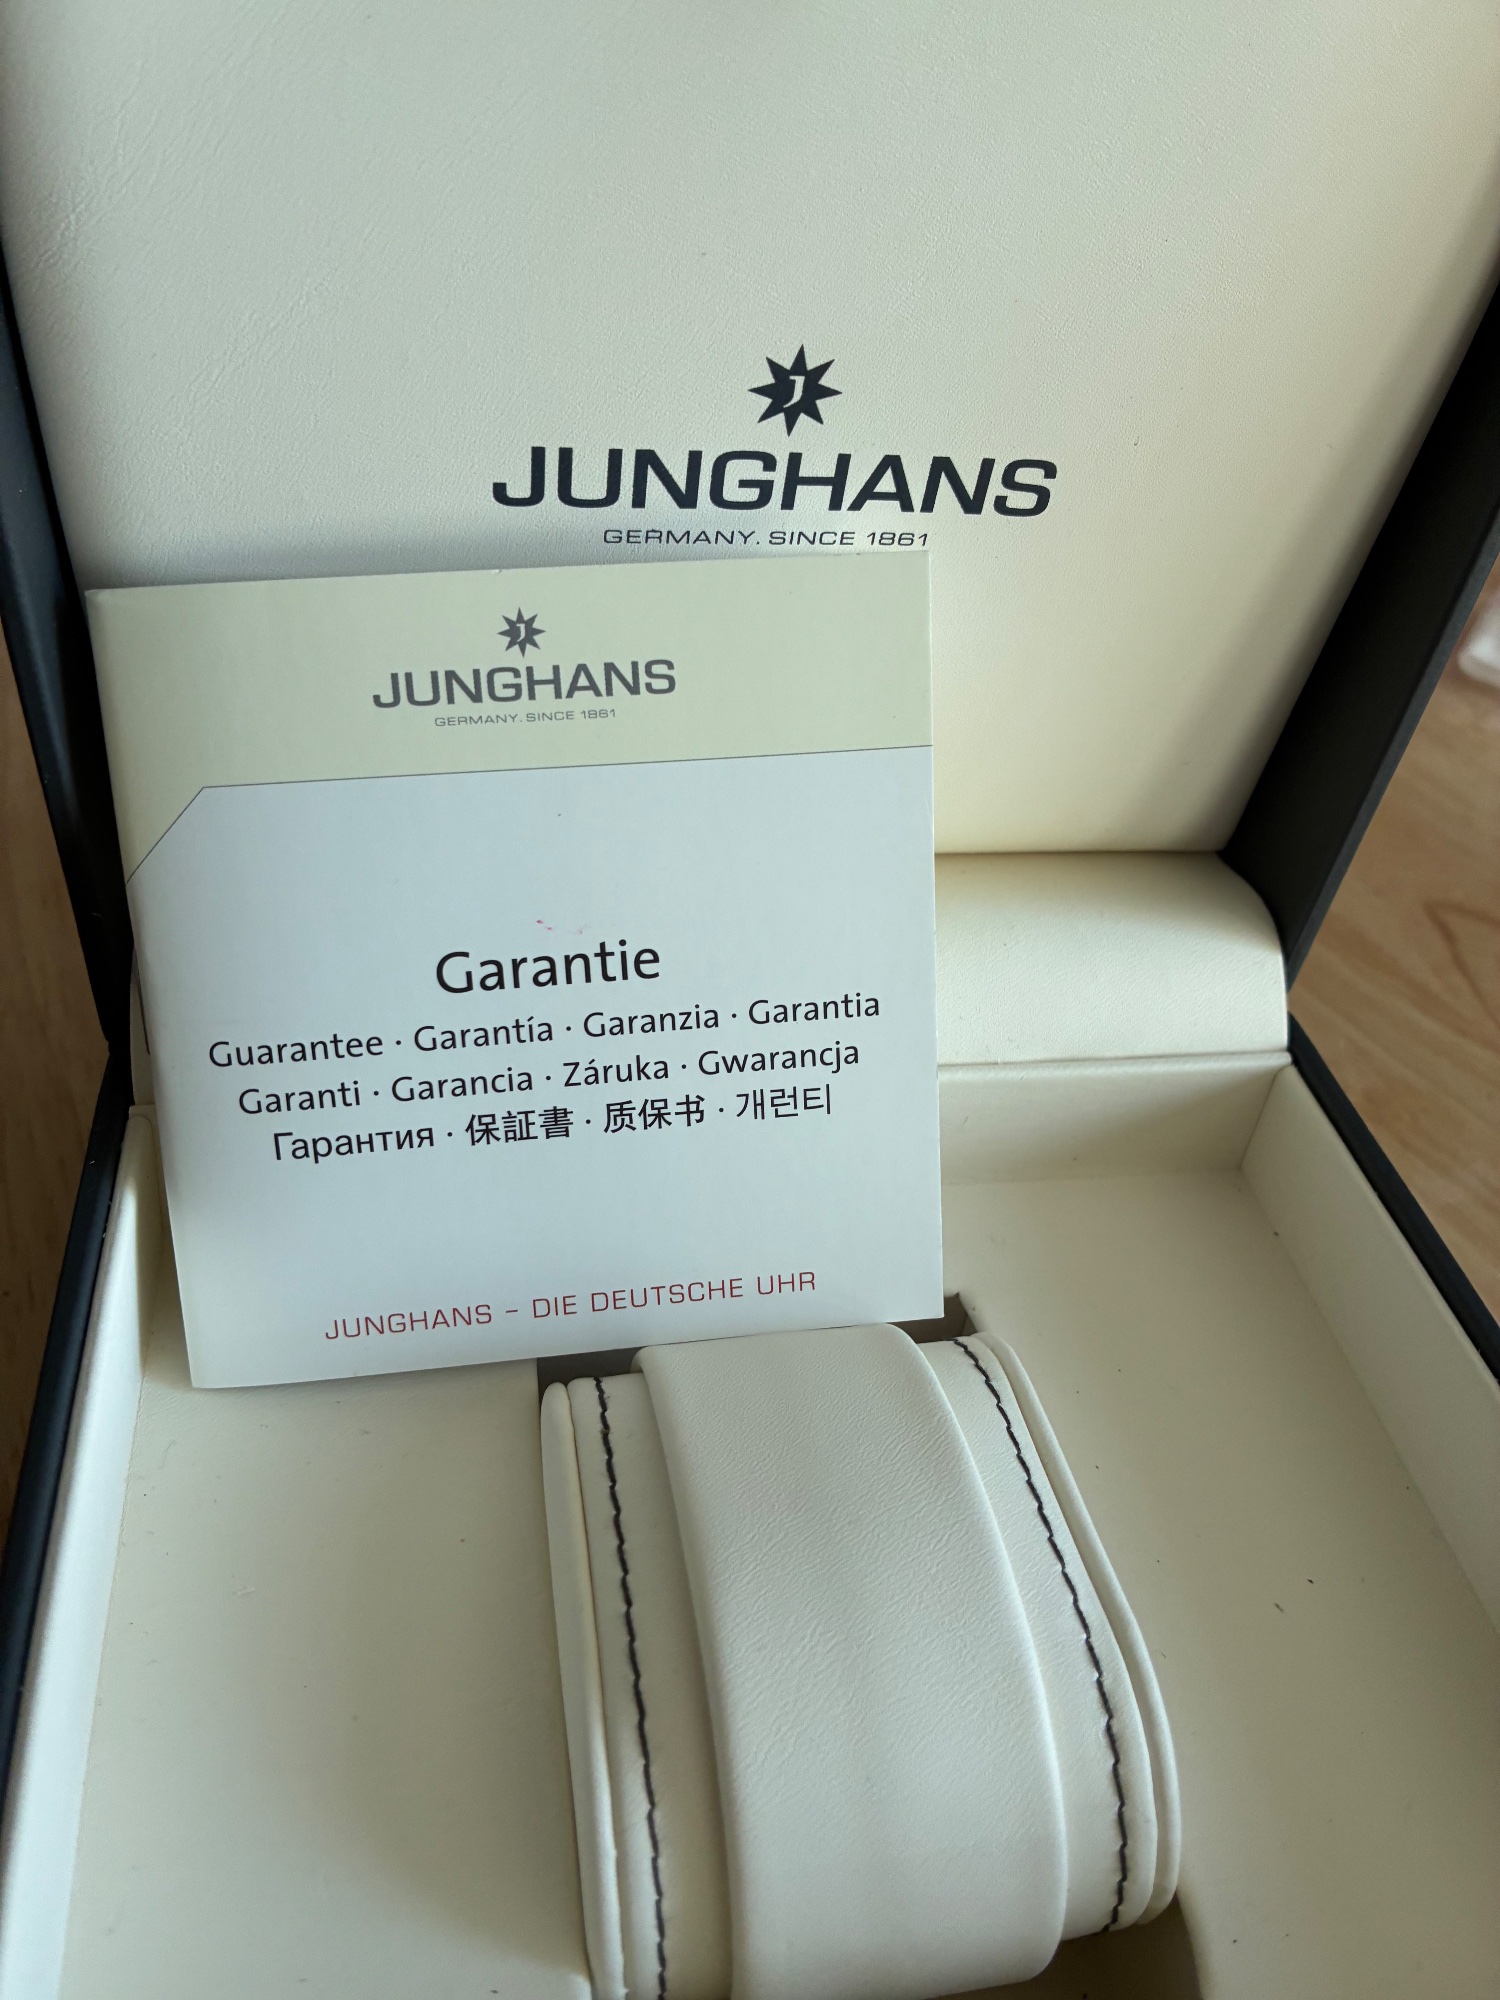 J
JUNGHANS
GERMANY. SINCE 1861
J
JUNGHANS
GERMANY. SINCE 1861
Garantie
Guarantee · Garantía · Garanzia · Garantia
Garanti · Garancia · Záruka · Gwarancja
Гарантия · 保証書 · 质保书 · 개런티
JUNGHANS – DIE DEUTSCHE UHR